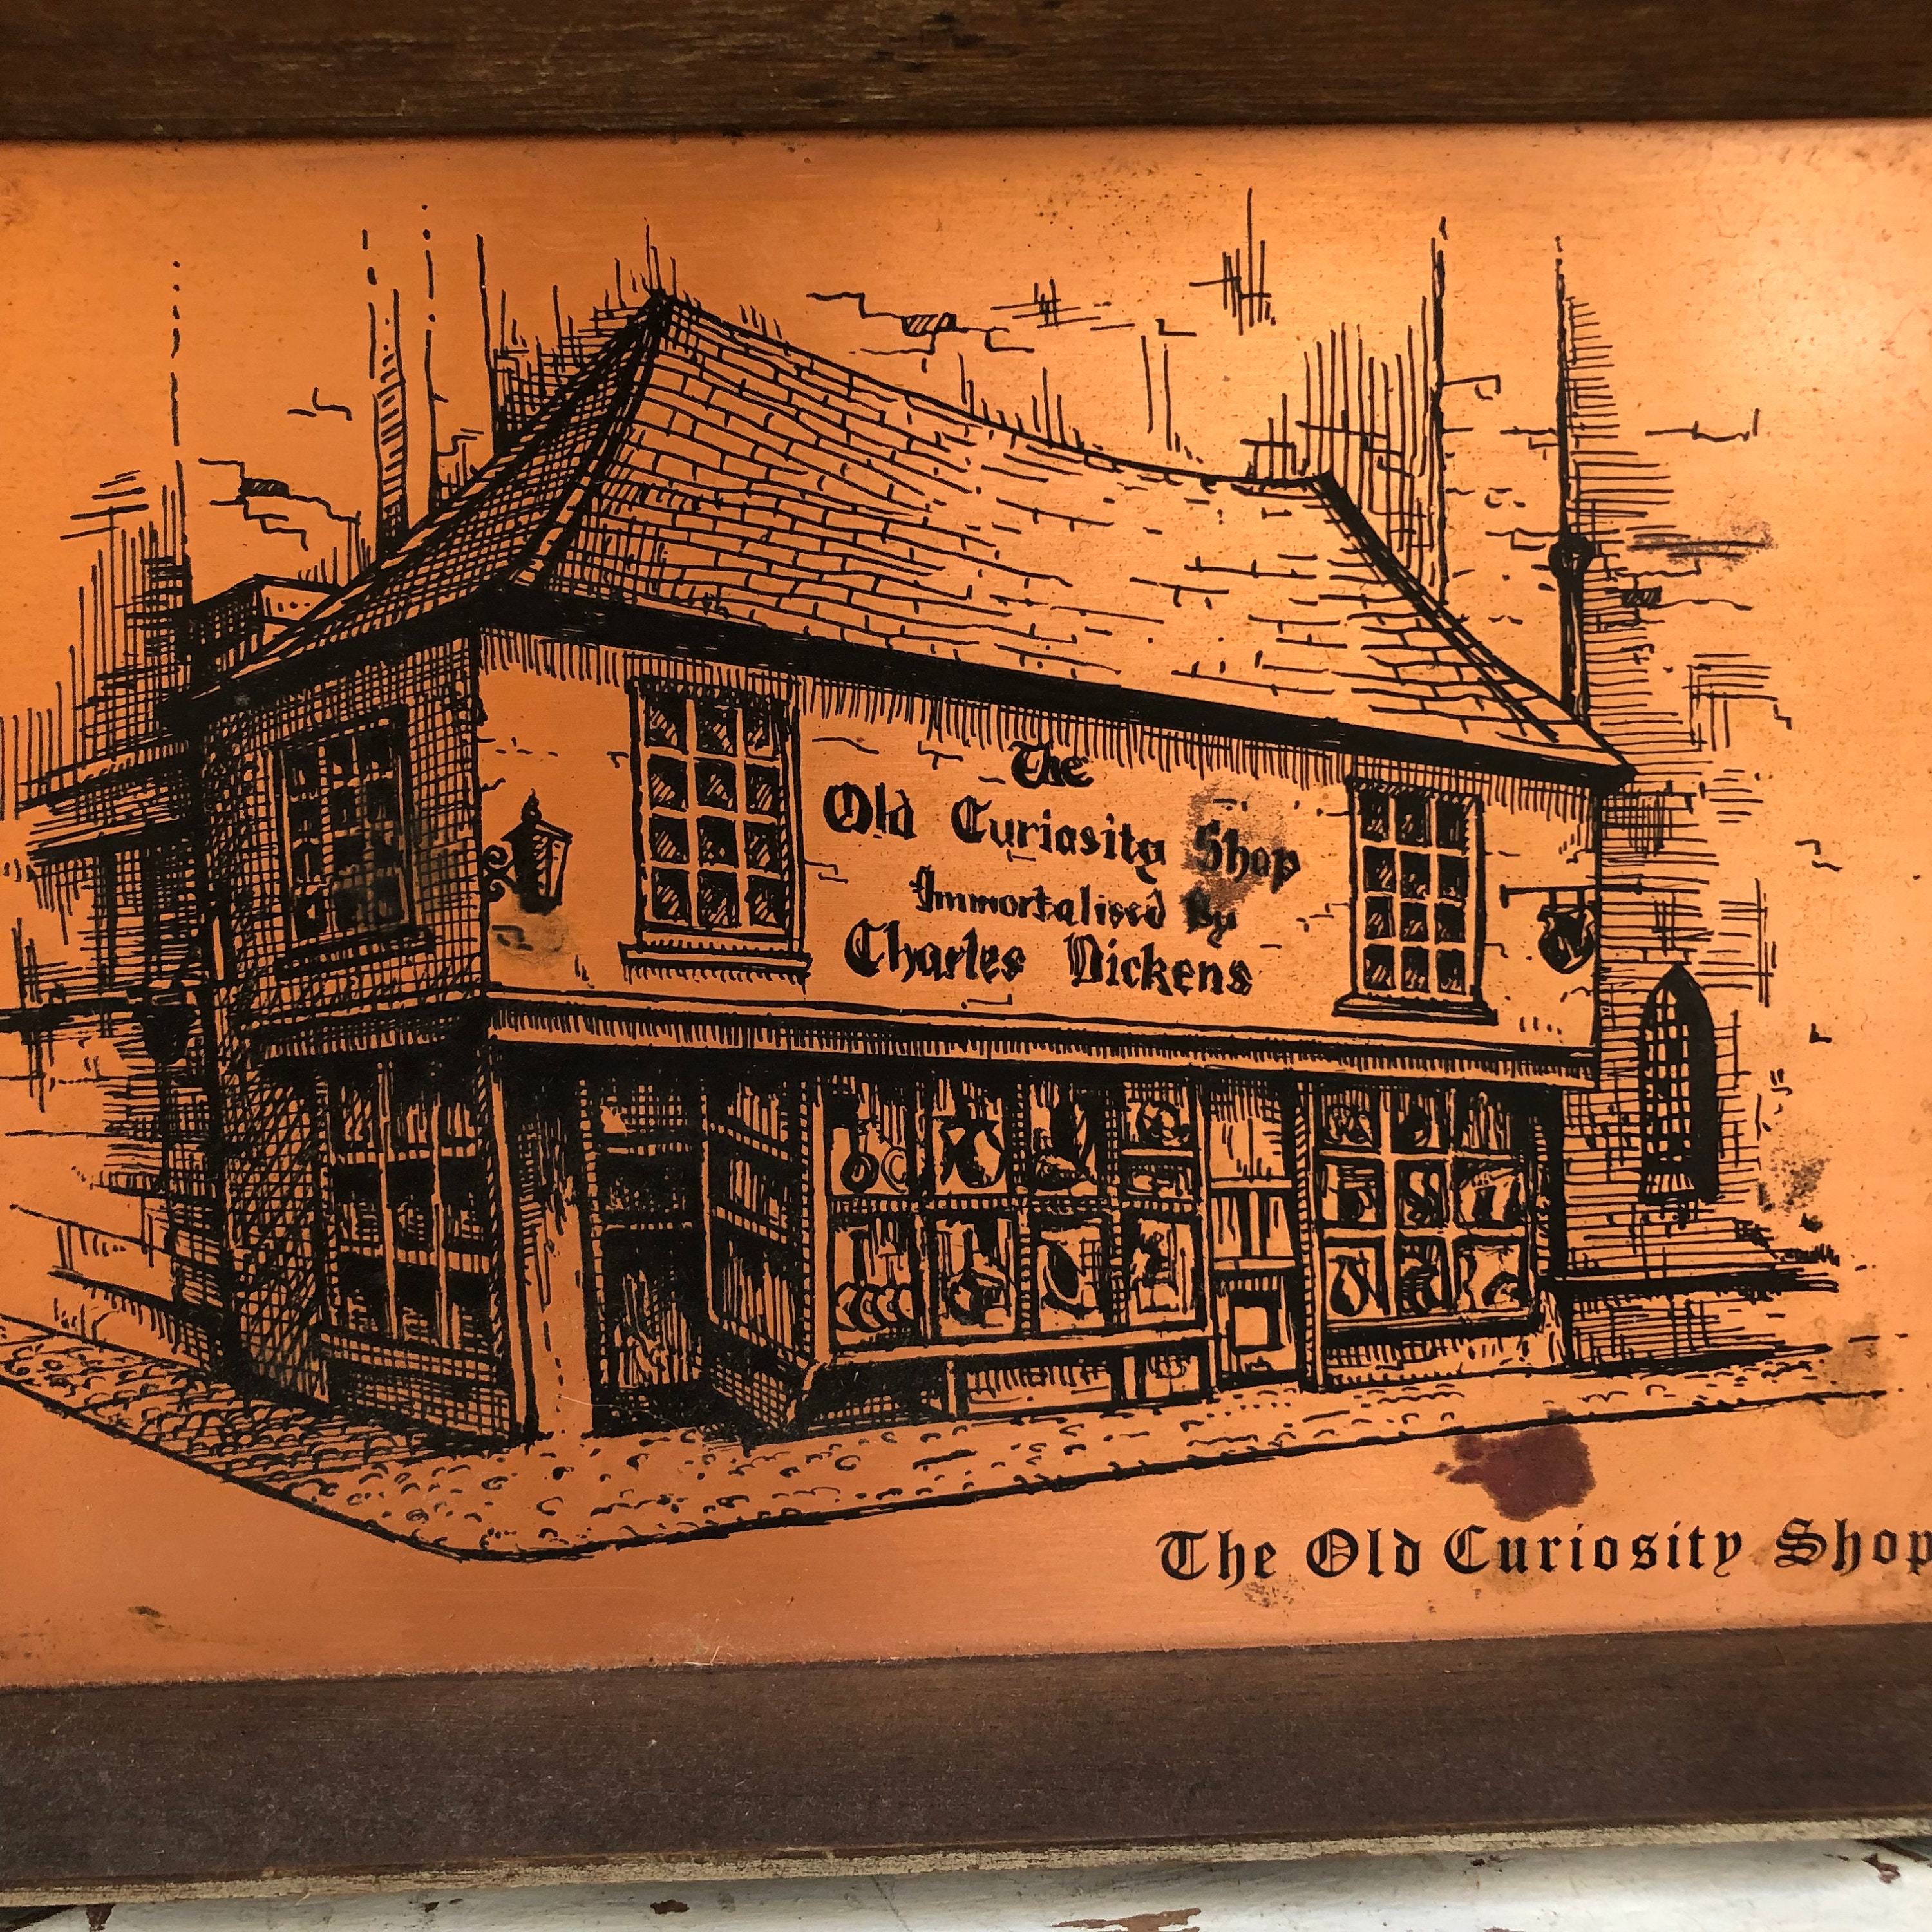 The
Old Curiosity Shop
Immortalised By
Charles Dickens
The Old Curiosity Shop